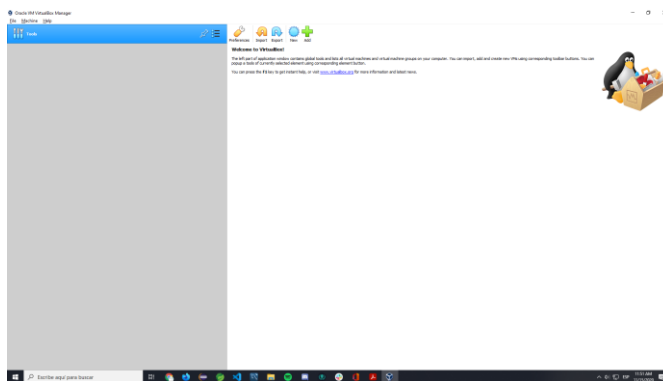 Oracle VM VirtualBox Manager
File Machine Help
Tools
Preferences Import Export New Add
Welcome to VirtualBox!
The left part of application window contains global tools and lists all virtual machines and virtual machine groups on your computer. You can import, add and create new VMs using corresponding toolbar buttons. You can
popup a tools of currently selected element using corresponding element button.
You can press the F1 key to get instant help, or visit www.virtualbox.org for more information and latest news.
Escribe aquí para buscar
ESP
11:51 AM